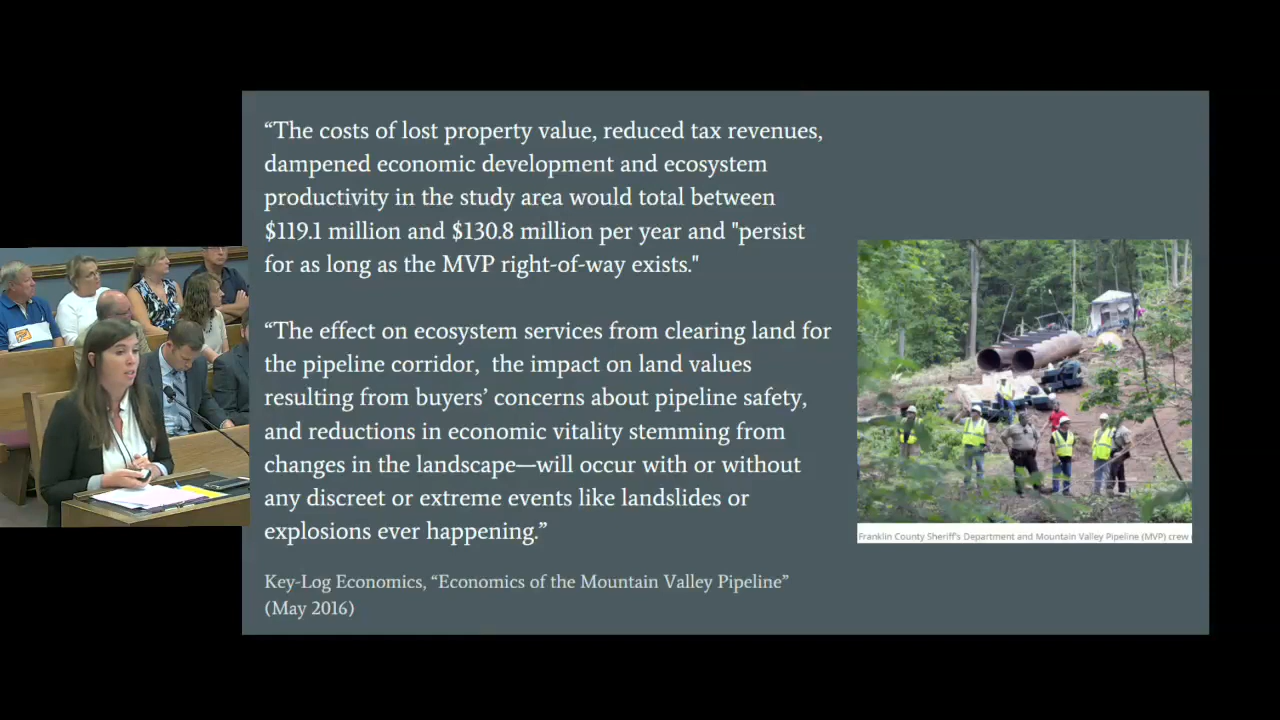 “The costs of lost property value, reduced tax revenues,
dampened economic development and ecosystem
productivity in the study area would total between
$119.1 million and $130.8 million per year and "persist
for as long as the MVP right-of-way exists."
“The effect on ecosystem services from clearing land for
the pipeline corridor,  the impact on land values
resulting from buyers’ concerns about pipeline safety,
and reductions in economic vitality stemming from
changes in the landscape—will occur with or without
any discreet or extreme events like landslides or
explosions ever happening.”
Key-Log Economics, “Economics of the Mountain Valley Pipeline”
(May 2016)
Franklin County Sheriff's Department and Mountain Valley Pipeline (MVP) crew